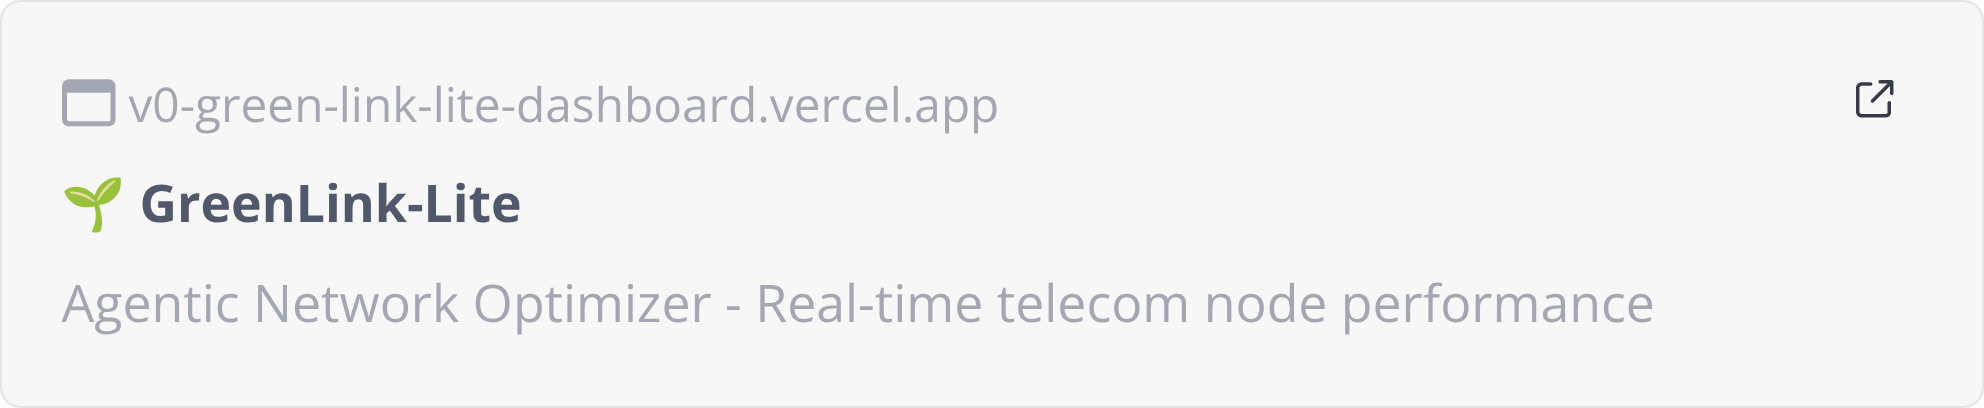 v0-green-link-lite-dashboard.vercel.app
🌱 GreenLink-Lite
Agentic Network Optimizer - Real-time telecom node performance